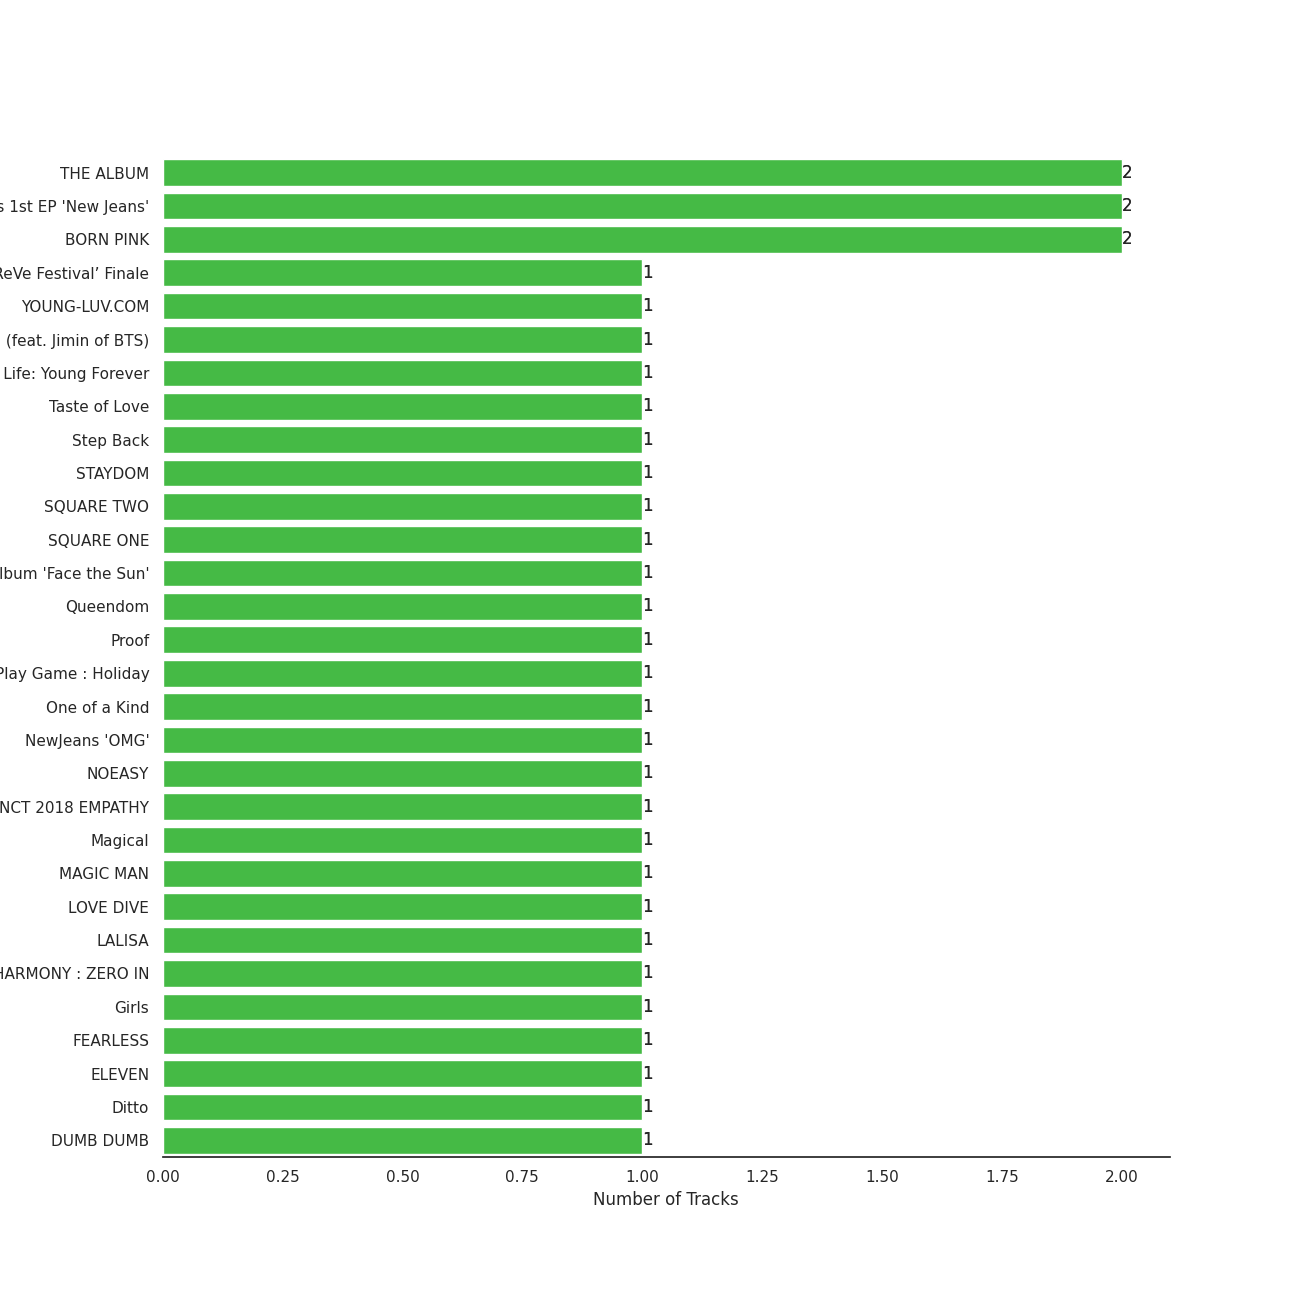 THE ALBUM 2
s 1st EP 'New Jeans' 2
BORN PINK 2
ReVe Festival’ Finale 1
YOUNG-LUV.COM 1
(feat. Jimin of BTS) 1
Life: Young Forever 1
Taste of Love 1
Step Back 1
STAYDOM 1
SQUARE TWO 1
SQUARE ONE 1
lbum 'Face the Sun' 1
Queendom 1
Proof 1
Play Game : Holiday 1
One of a Kind 1
NewJeans 'OMG' 1
NOEASY 1
NCT 2018 EMPATHY 1
Magical 1
MAGIC MAN 1
LOVE DIVE 1
LALISA 1
HARMONY : ZERO IN 1
Girls 1
FEARLESS 1
ELEVEN 1
Ditto 1
DUMB DUMB 1
0.00 0.25 0.50 0.75 1.00 1.25 1.50 1.75 2.00
Number of Tracks